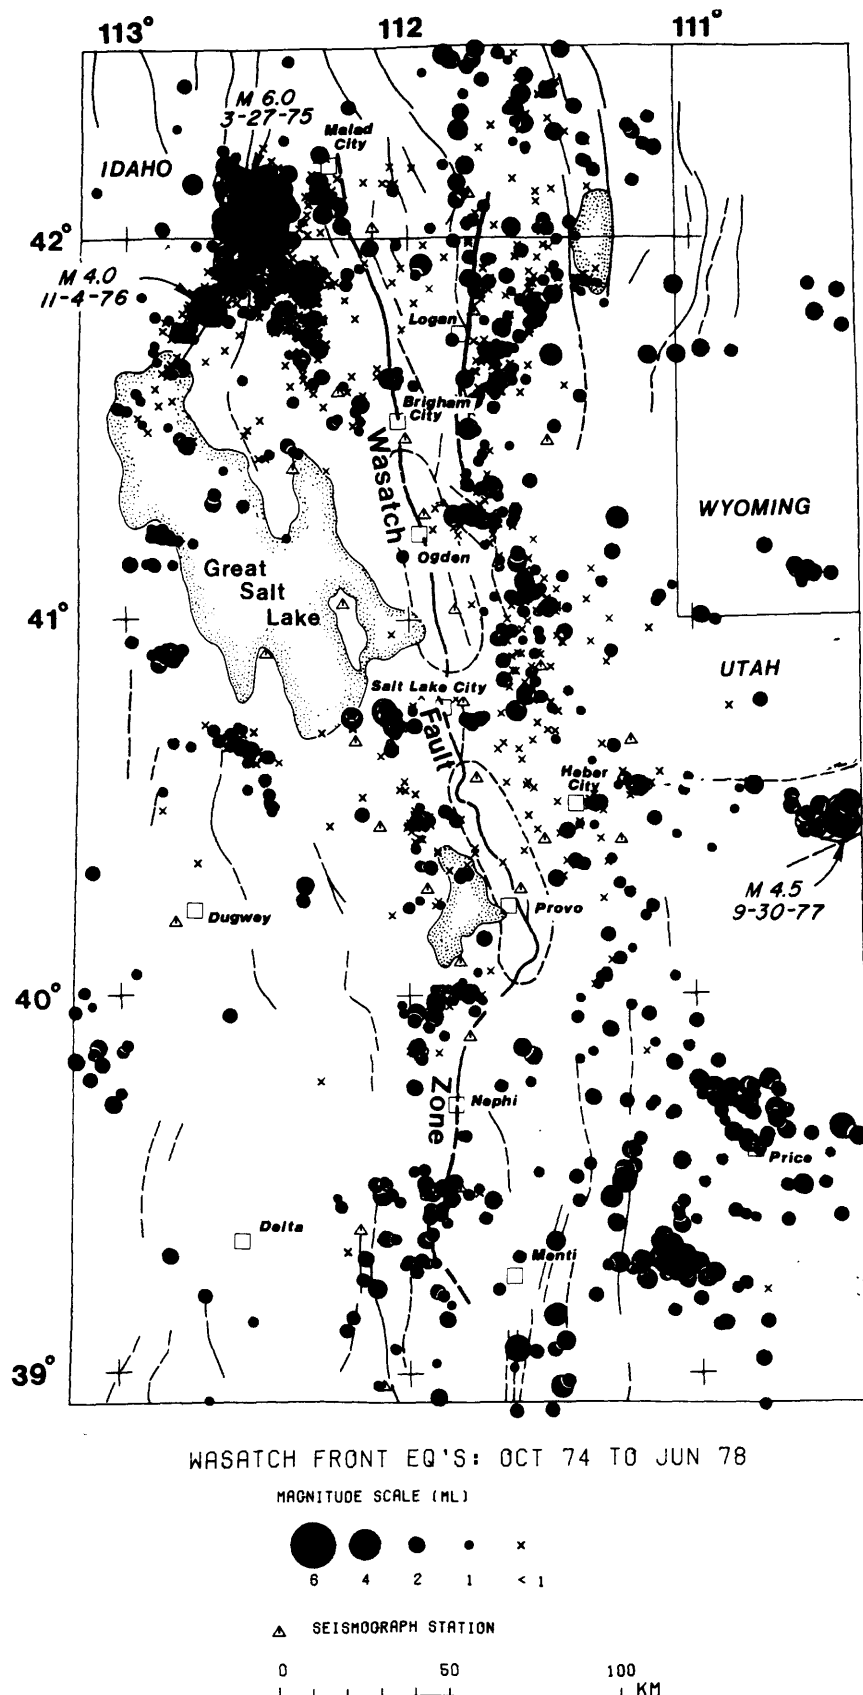 113° 112° 111°
M 6.0
3-27-75
Malad
City
IDAHO
42°
M 4.0
11-4-76
Logan
Brigham
City
Wasatch
WYOMING
Ogden
Great
Salt
Lake
41°
UTAH
Salt Lake City
Fault
Heber
City
M 4.5
9-30-77
Provo
Dugway
40°
Zone
Nephi
Price
Delta
Manti
39°
WASATCH FRONT EQ'S: OCT 74 TO JUN 78
MAGNITUDE SCALE (ML)
6 4 2 1 < 1
SEISMOGRAPH STATION
0 50 100
KM